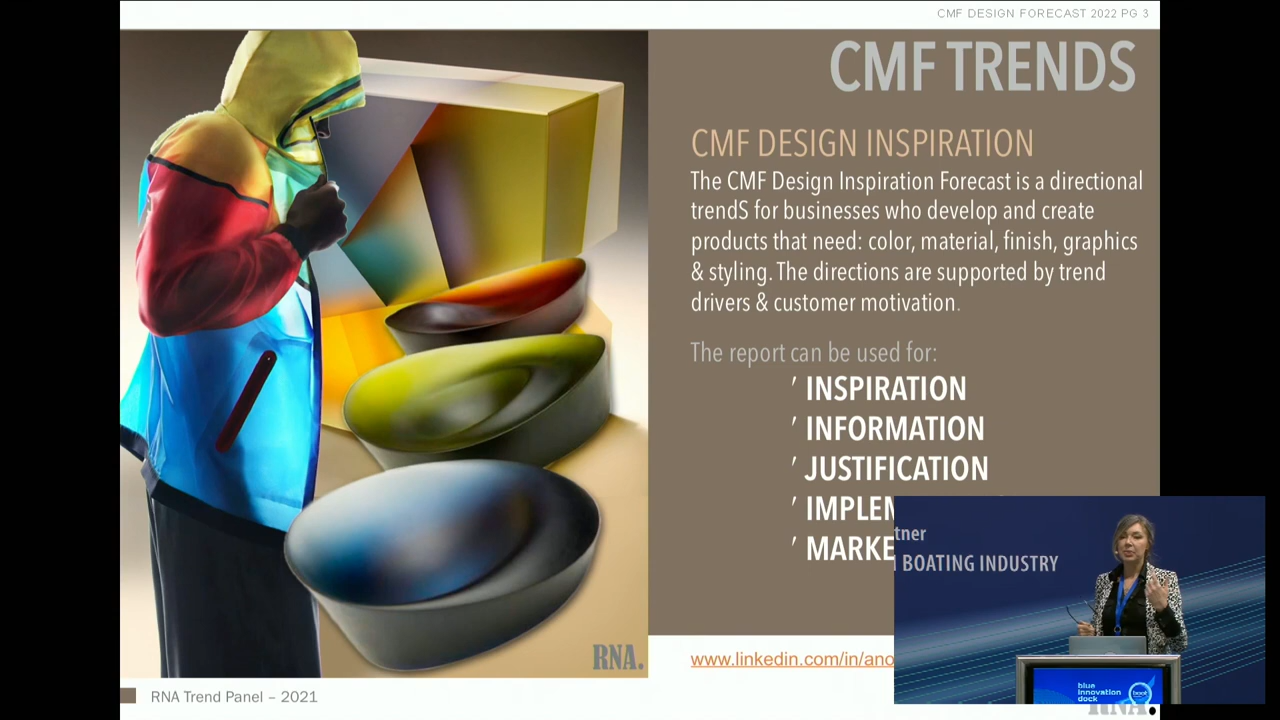 CMF DESIGN FORECAST 2022 PG 3
CMF TRENDS
CMF DESIGN INSPIRATION
The CMF Design Inspiration Forecast is a directional
trendS for businesses who develop and create
products that need: color, material, finish, graphics
& styling. The directions are supported by trend
drivers & customer motivation.
The report can be used for:
′ INSPIRATION
′ INFORMATION
′ JUSTIFICATION
′ IMPLEM
′ MARKE
tner
BOATING INDUSTRY
RNA.
www.linkedin.com/in/ano
blue
innovation
dock
boot
RNA Trend Panel – 2021
RNA.